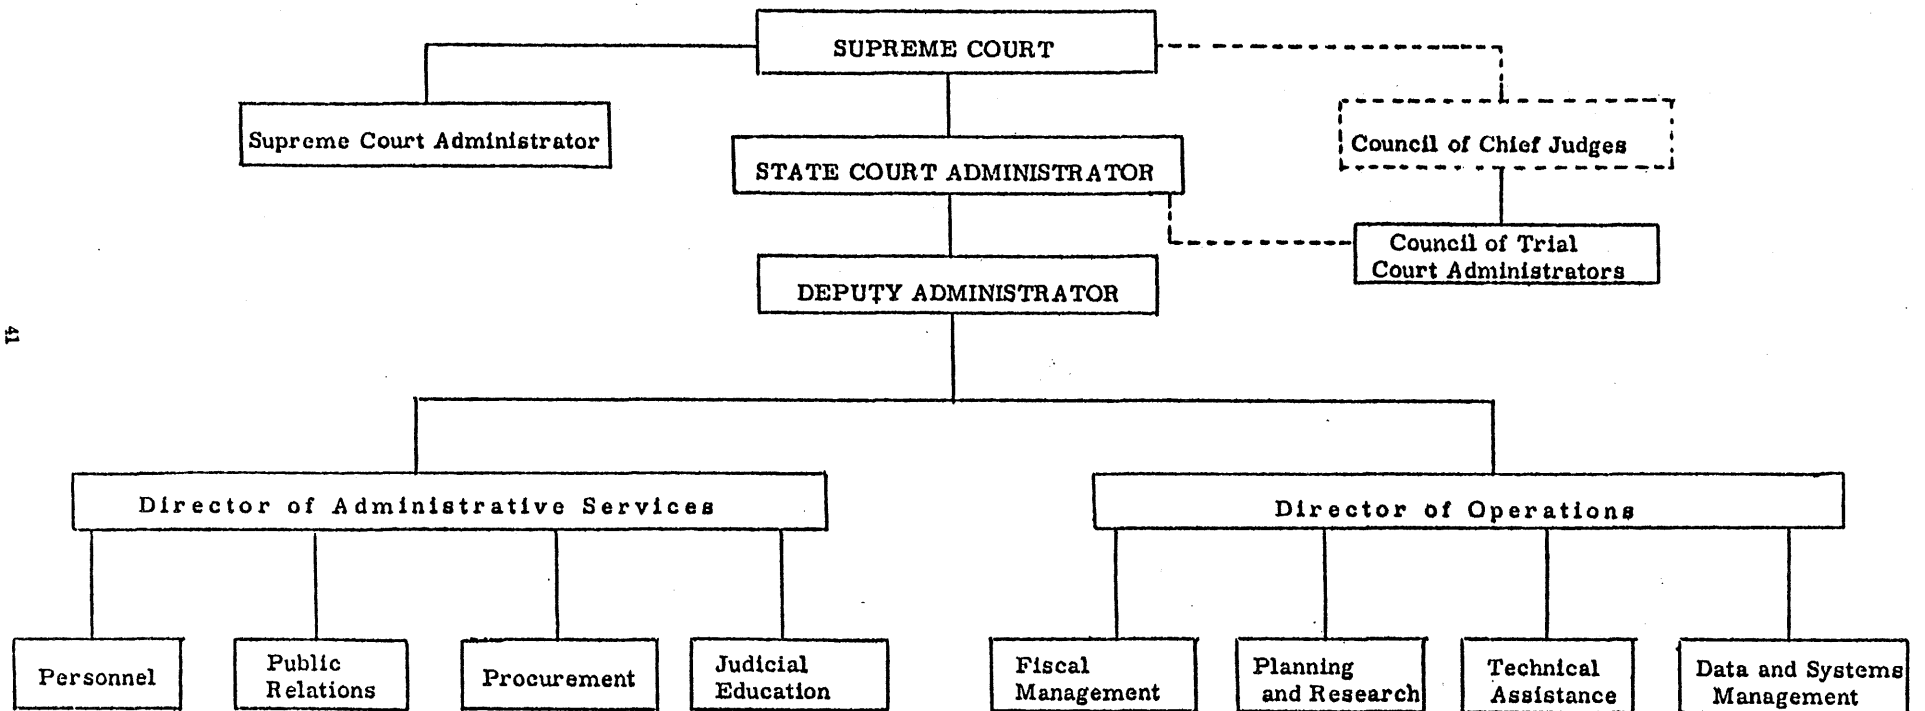 SUPREME COURT
Supreme Court Administrator
Council of Chief Judges
STATE COURT ADMINISTRATOR
Council of Trial
Court Administrators
DEPUTY ADMINISTRATOR
41
Director of Administrative Services
Director of Operations
Personnel
Public
Relations
Procurement
Judicial
Education
Fiscal
Management
Planning
and Research
Technical
Assistance
Data and Systems
Management